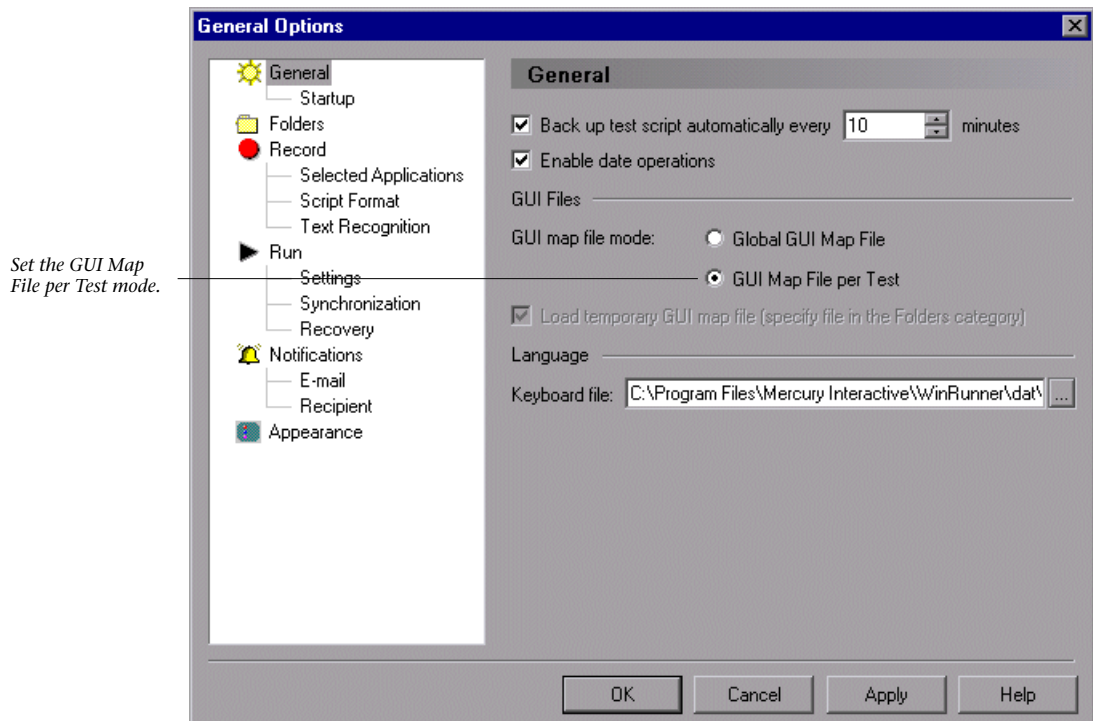 General Options
General
Startup
Folders
Record
Selected Applications
Script Format
Text Recognition
Run
Settings
Synchronization
Recovery
Notifications
E-mail
Recipient
Appearance
General
Back up test script automatically every 10 minutes
Enable date operations
GUI Files
GUI map file mode: Global GUI Map File
GUI Map File per Test
Load temporary GUI map file (specify file in the Folders category)
Language
Keyboard file: C:\Program Files\Mercury Interactive\WinRunner\dat\ ...
OK Cancel Apply Help
Set the GUI Map
File per Test mode.